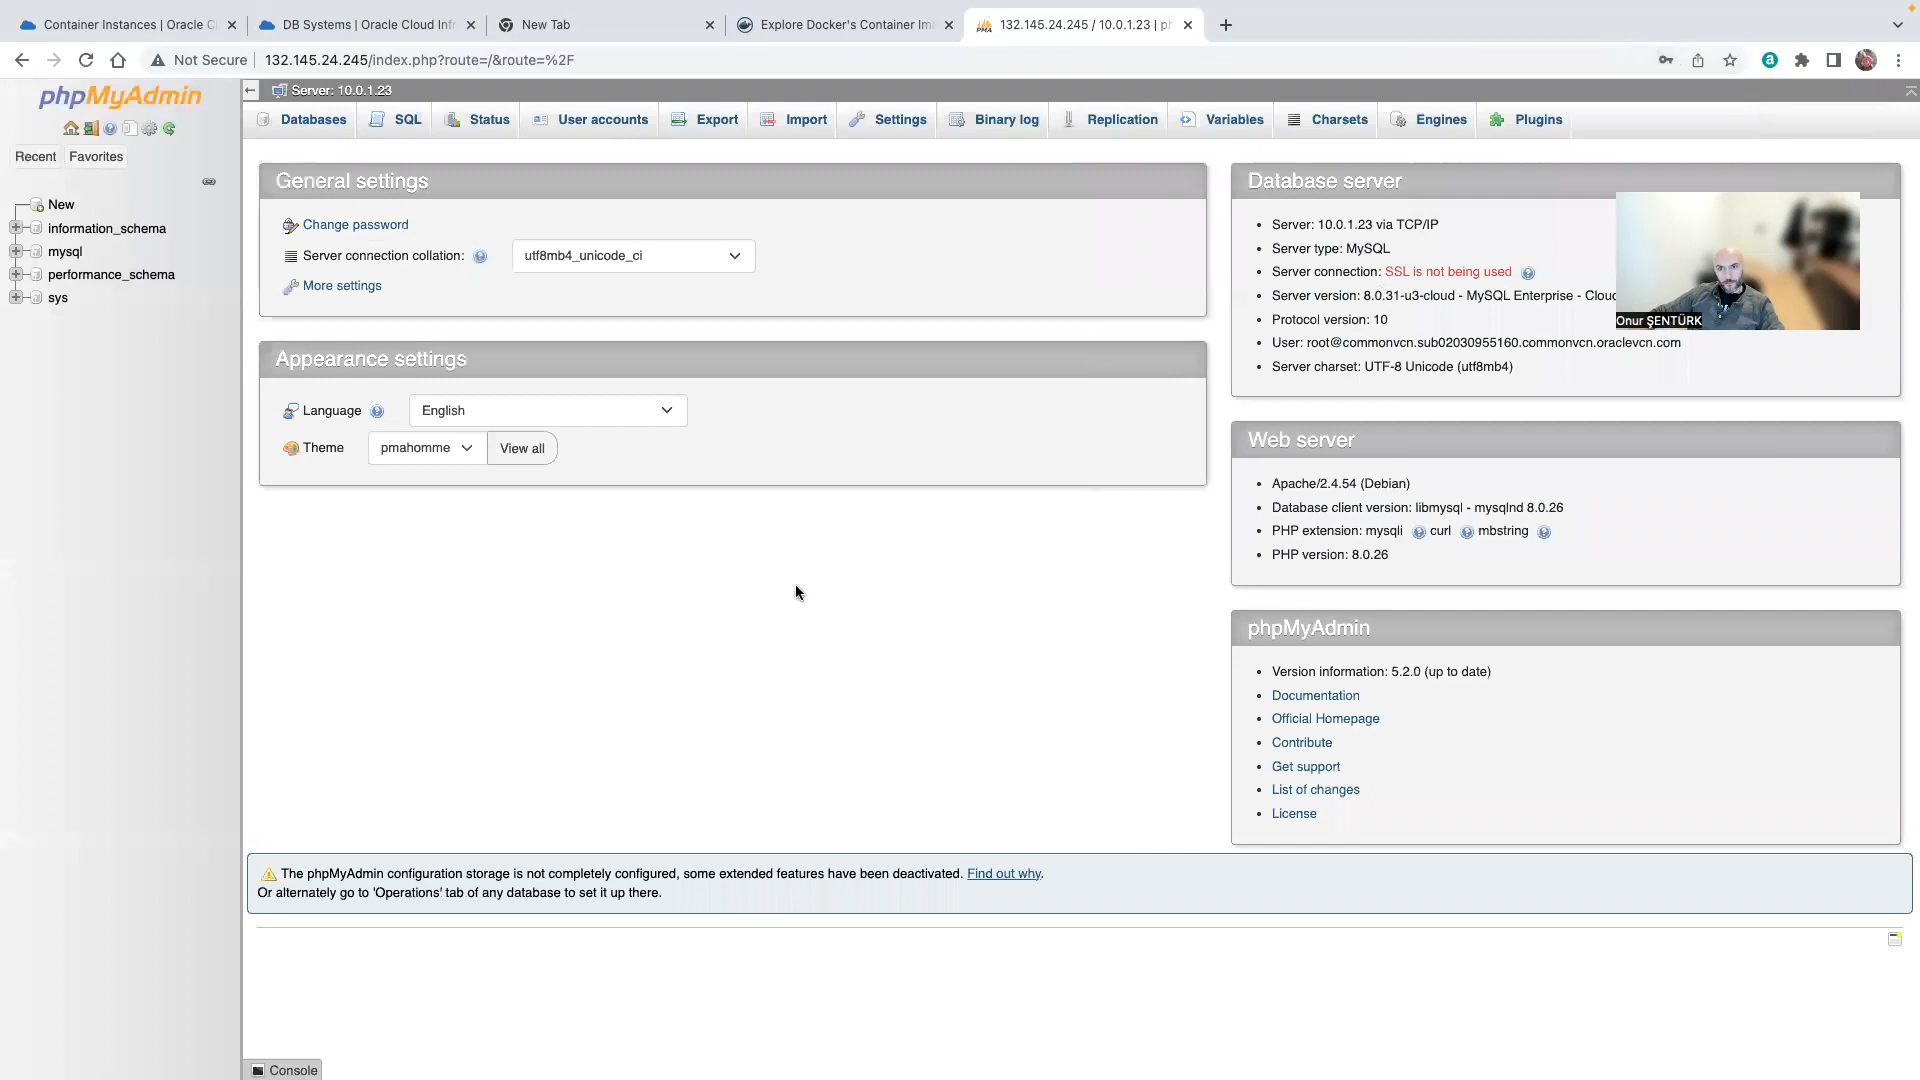 Container Instances | Oracle Cl
DB Systems | Oracle Cloud Infr
New Tab
Explore Docker's Container Ima
132.145.24.245 / 10.0.1.23 | ph
Not Secure
132.145.24.245/index.php?route=/&route=%2F
phpMyAdmin
Recent
Favorites
New
information_schema
mysql
performance_schema
sys
Server: 10.0.1.23
Databases
SQL
Status
User accounts
Export
Import
Settings
Binary log
Replication
Variables
Charsets
Engines
Plugins
General settings
Change password
Server connection collation:
utf8mb4_unicode_ci
More settings
Appearance settings
Language
English
Theme
pmahomme
View all
Database server
Server: 10.0.1.23 via TCP/IP
Server type: MySQL
Server connection: SSL is not being used
Server version: 8.0.31-u3-cloud - MySQL Enterprise - Cloud
Protocol version: 10
User: root@commonvcn.sub02030955160.commonvcn.oraclevcn.com
Server charset: UTF-8 Unicode (utf8mb4)
Onur ŞENTÜRK
Web server
Apache/2.4.54 (Debian)
Database client version: libmysql - mysqlnd 8.0.26
PHP extension: mysqli curl mbstring
PHP version: 8.0.26
phpMyAdmin
Version information: 5.2.0 (up to date)
Documentation
Official Homepage
Contribute
Get support
List of changes
License
The phpMyAdmin configuration storage is not completely configured, some extended features have been deactivated. Find out why.
Or alternately go to 'Operations' tab of any database to set it up there.
Console